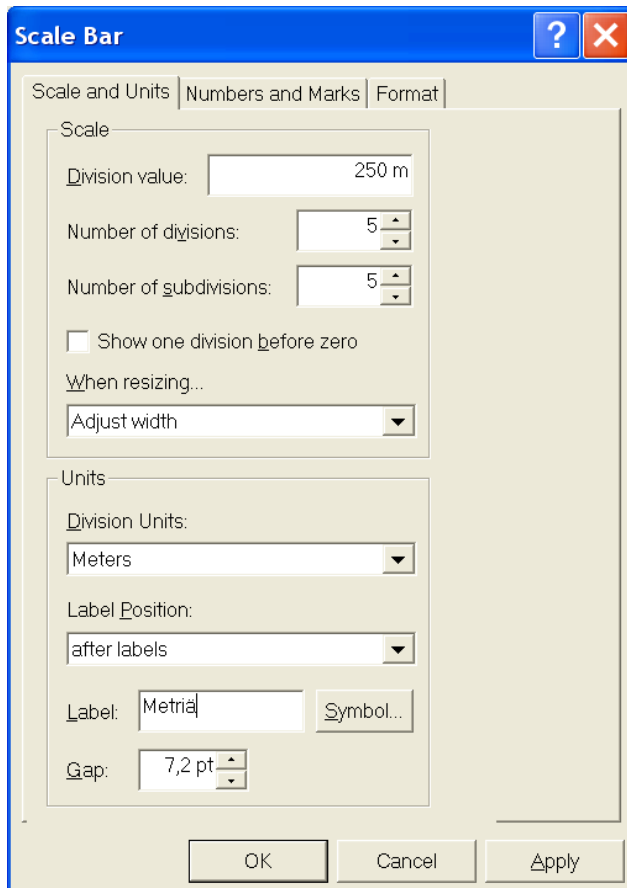 Scale Bar
Scale and Units Numbers and Marks Format
Scale
Division value: 250 m
Number of divisions: 5
Number of subdivisions: 5
Show one division before zero
When resizing...
Adjust width
Units
Division Units:
Meters
Label Position:
after labels
Label: Metriä Symbol...
Gap: 7,2 pt
OK Cancel Apply